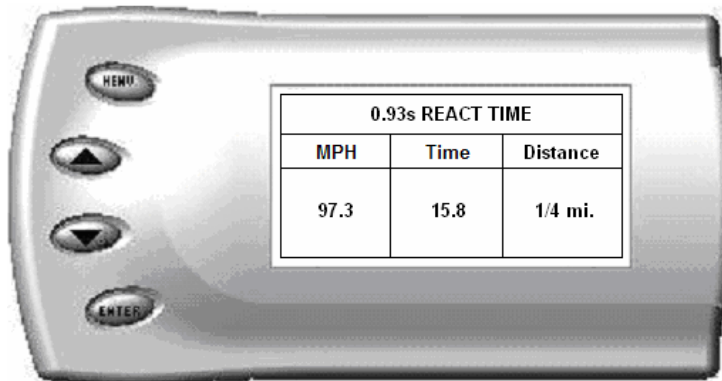 MENU
0.93s REACT TIME
MPH Time Distance
97.3 15.8 1/4 mi.
ENTER